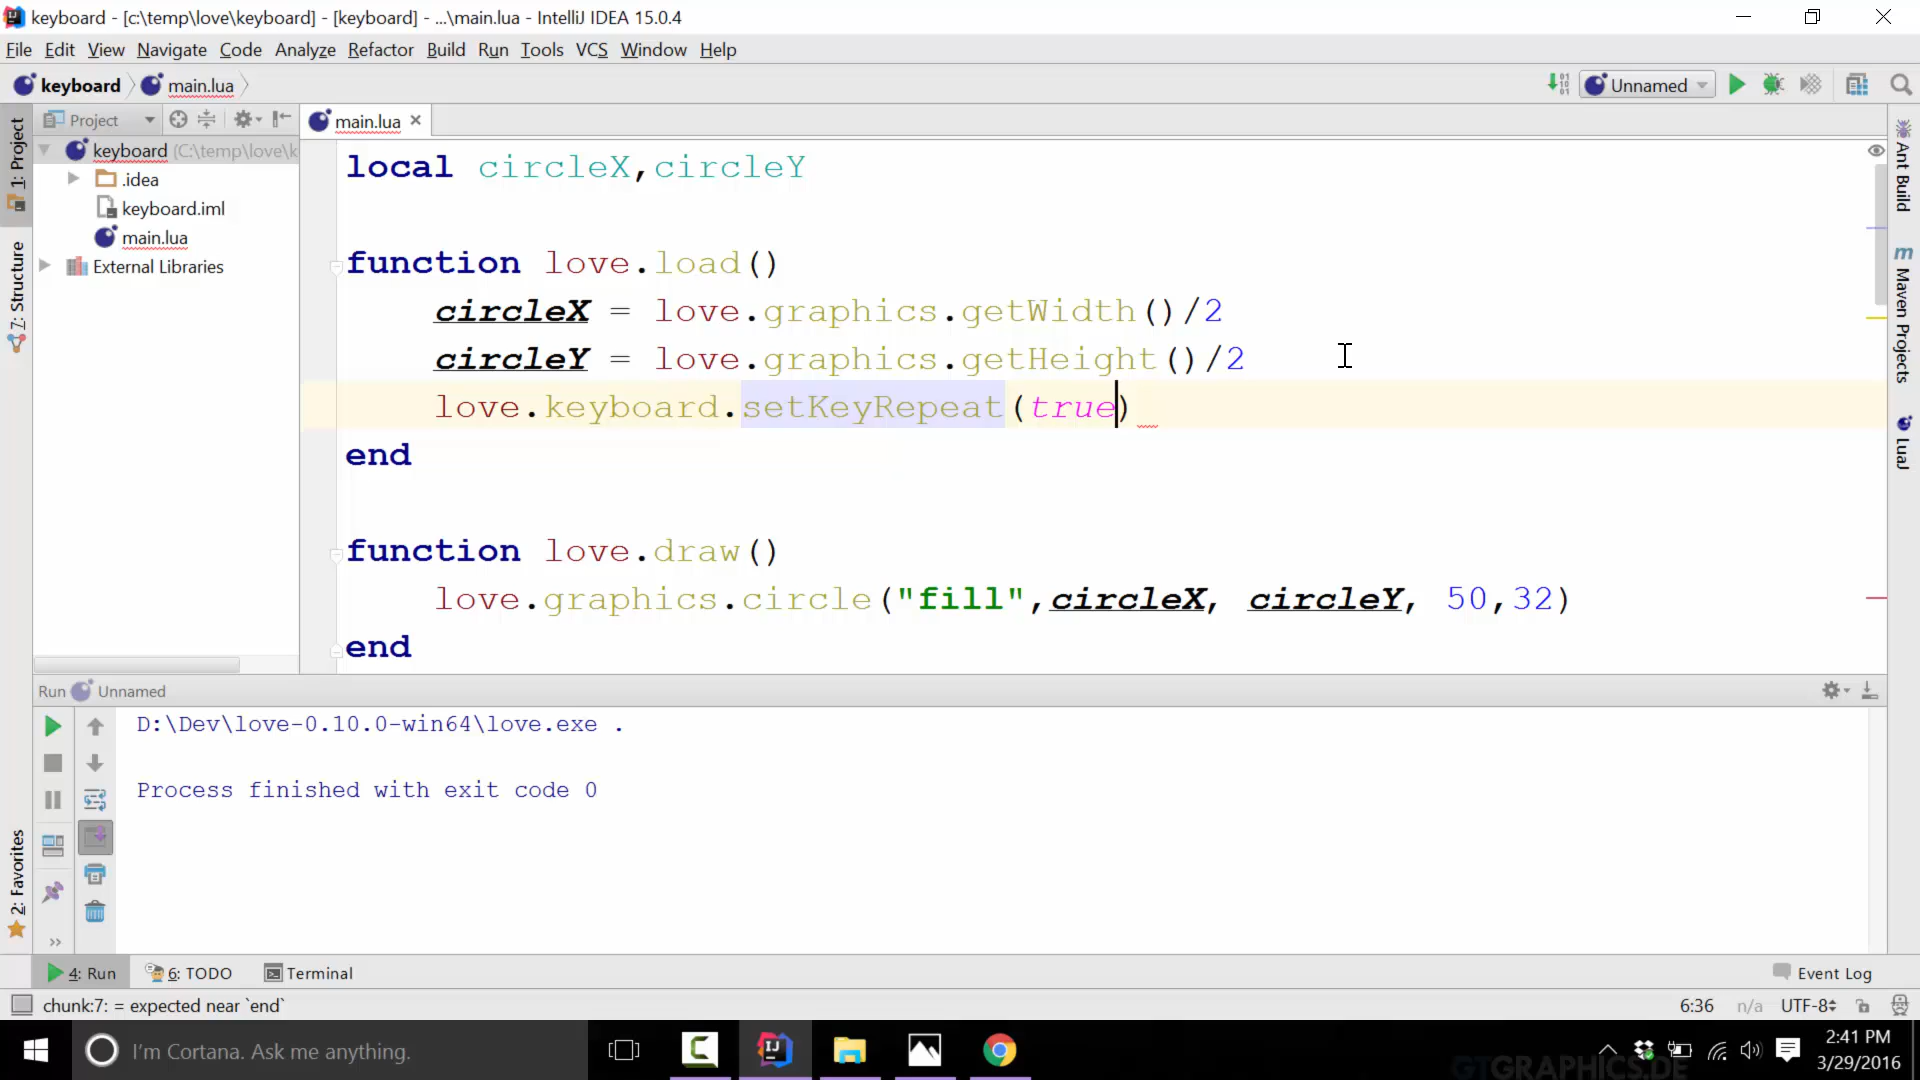 keyboard - [c:\temp\love\keyboard] - [keyboard] - ...\main.lua - IntelliJ IDEA 15.0.4
File Edit View Navigate Code Analyze Refactor Build Run Tools VCS Window Help
keyboard main.lua Unnamed
1: Project
7: Structure
2: Favorites
Project
keyboard (C:\temp\love\k
.idea
keyboard.iml
main.lua
External Libraries
main.lua
local circleX,circleY
function love.load()
circleX = love.graphics.getWidth()/2
circleY = love.graphics.getHeight()/2
love.keyboard.setKeyRepeat(true)
end
function love.draw()
love.graphics.circle("fill",circleX, circleY, 50,32)
end
Ant Build
m Maven Projects
LuaJ
Run Unnamed
D:\Dev\love-0.10.0-win64\love.exe .
Process finished with exit code 0
4: Run 6: TODO Terminal Event Log
chunk:7: = expected near `end` 6:36 n/a UTF-8
I'm Cortana. Ask me anything.
2:41 PM
3/29/2016
GTGRAPHICS.DE